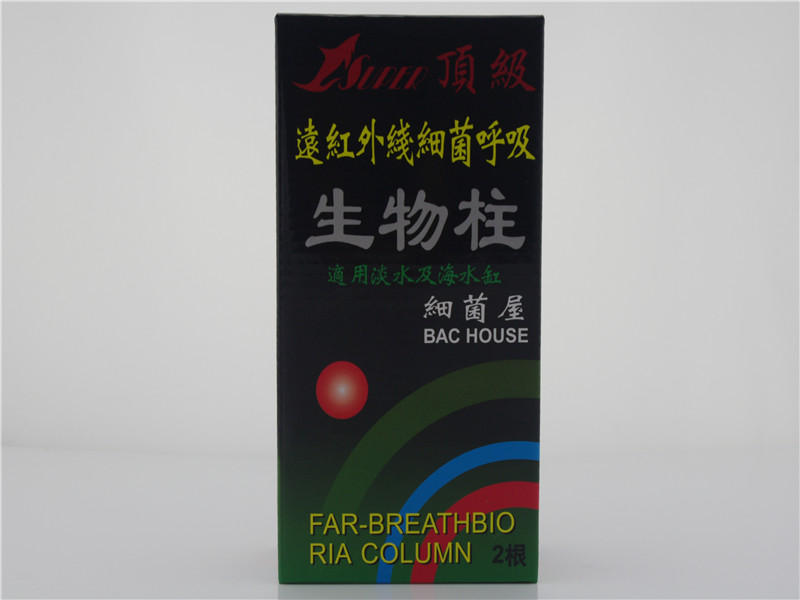 SUPER 頂級
遠紅外綫細菌呼吸
生物柱
適用淡水及海水缸
細菌屋
BAC HOUSE
FAR-BREATHBIO
RIA COLUMN 2根